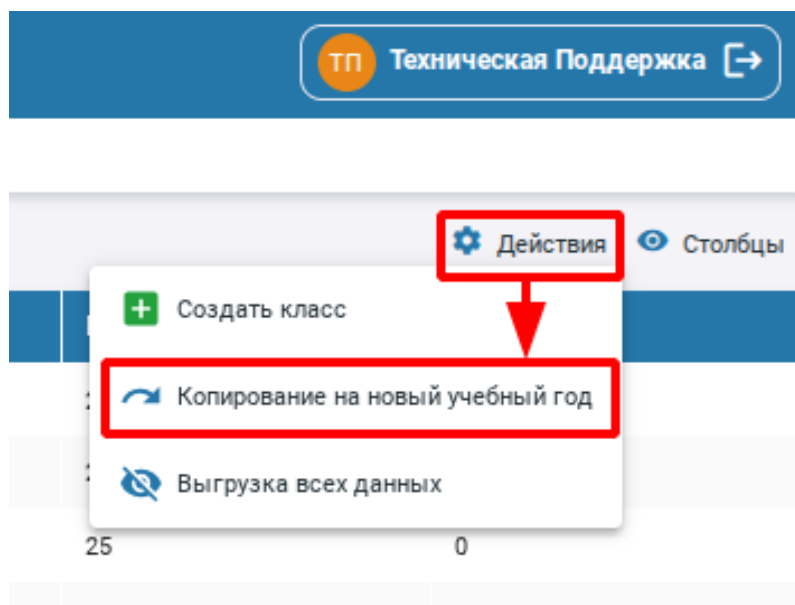 ТП Техническая Поддержка
Действия Столбцы
Создать класс
Копирование на новый учебный год
Выгрузка всех данных
25 0